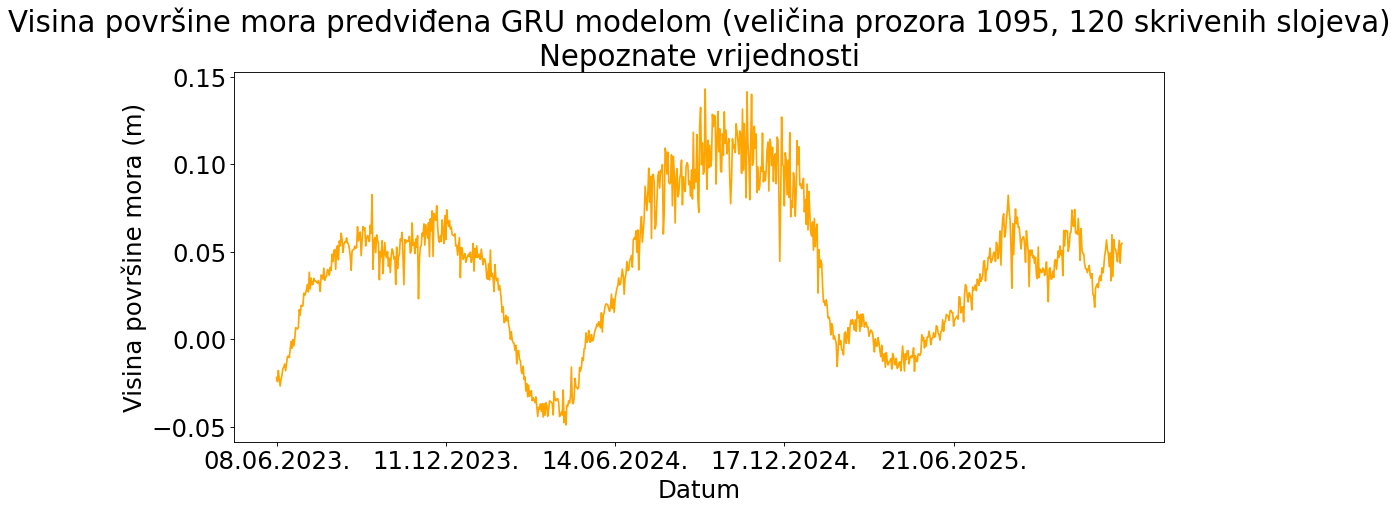 Visina površine mora predviđena GRU modelom (veličina prozora 1095, 120 skrivenih slojeva)
Nepoznate vrijednosti
Visina površine mora (m)
0.15
0.10
0.05
0.00
−0.05
08.06.2023. 11.12.2023. 14.06.2024. 17.12.2024. 21.06.2025.
Datum